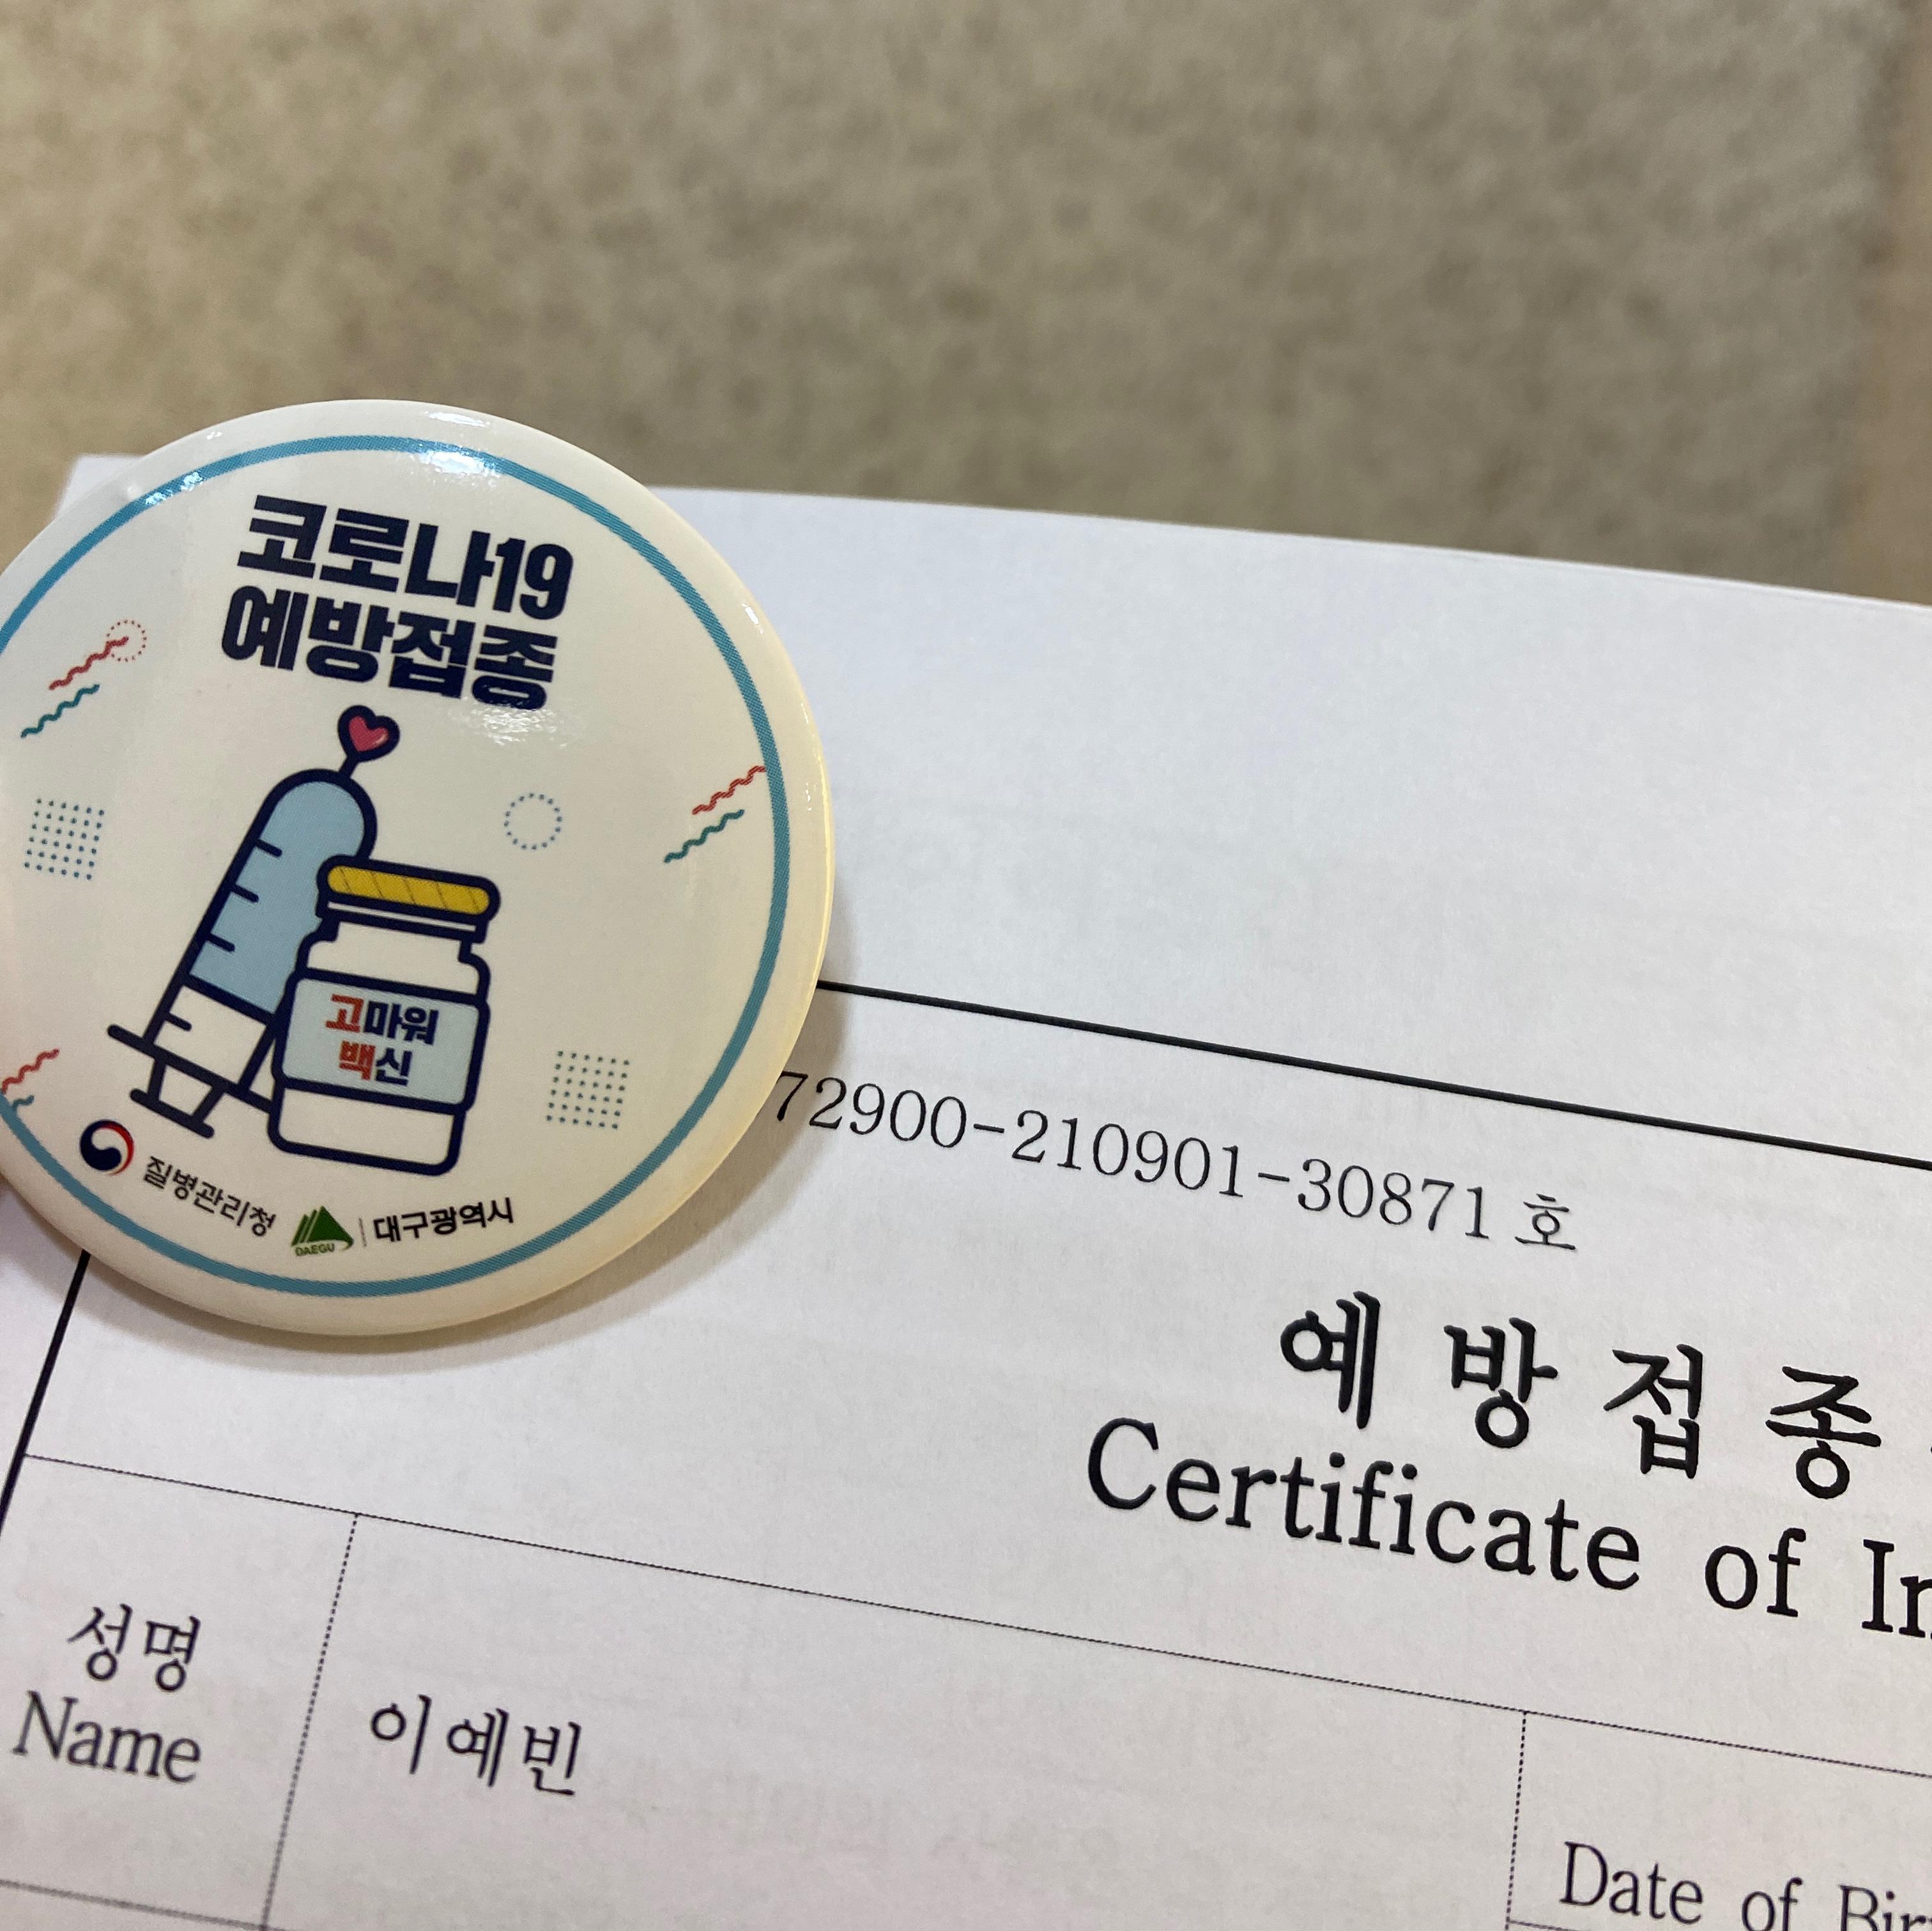 코로나19
예방접종
고마워
백신
질병관리청
DAEGU
대구광역시
72900-210901-30871 호
예 방 접 종
Certificate of
성명
Name
이예빈
Date of